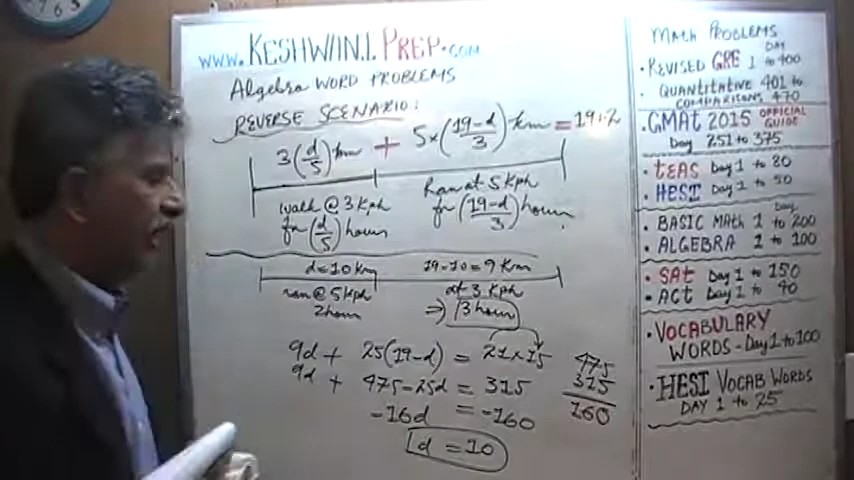 www.KESHWANIPREP.com
Algebra WORD PROBLEMS
REVERSE SCENARIO:
3(d/5) km + 5×(19-d/3) km = 19+2
walk @ 3 Kph
for (d/5) hours
Ran at 5 Kph
for (19-d/3) hours
d=10 km
19-10=9 Km
ran @ 5 kph
2 hour
at 3 KpH
⇒ 3 hour
9d + 25(19-d) = 21×15
9d + 475-25d = 315
-16d = -160
d = 10
475
315
160
MATH PROBLEMS
DAY
• REVISED GRE 1 to 400
• QUANTITATIVE 401 to
COMPARISONS 470
• GMAT 2015 OFFICIAL
GUIDE
DAY 251 to 375
• TEAS Day 1 to 80
• HESI Day 1 to 50
Day
• BASIC MATH 1 to 200
• ALGEBRA 1 to 100
• SAT Day 1 to 150
• ACT Day 1 to 90
• VOCABULARY
WORDS - Day 1 to 100
• HESI VOCAB WORDS
DAY 1 to 25